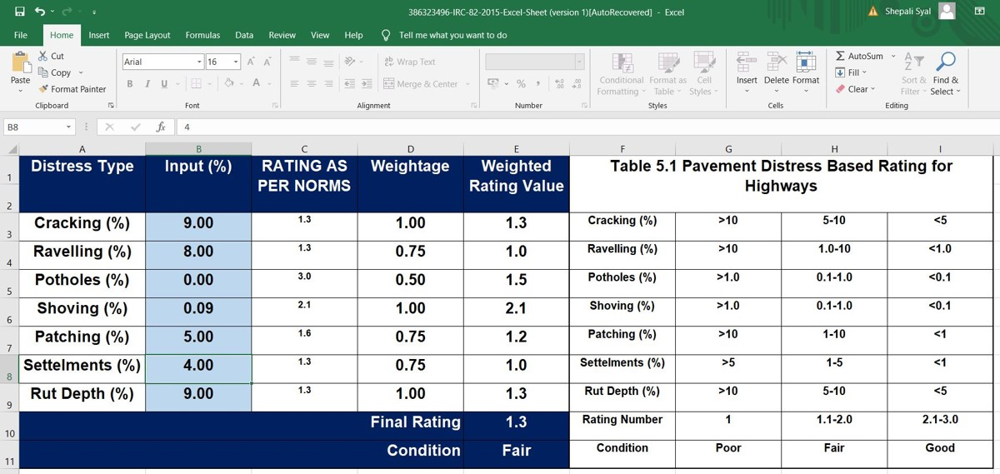 386323496-IRC-82-2015-Excel-Sheet (version 1)[AutoRecovered] - Excel
Shepali Syal
File Home Insert Page Layout Formulas Data Review View Help Tell me what you want to do
Paste
Cut
Copy
Format Painter
Clipboard
Arial 16
B I U
Font
Wrap Text
Merge & Center
Alignment
Number
Conditional Formatting
Format as Table
Cell Styles
Styles
Insert Delete Format
Cells
AutoSum
Fill
Clear
Sort & Filter
Find & Select
Editing
B8 fx 4
A B C D E F G H I
1 Distress Type Input (%) RATING AS PER NORMS Weightage Weighted Rating Value Table 5.1 Pavement Distress Based Rating for Highways
2
3 Cracking (%) 9.00 1.3 1.00 1.3 Cracking (%) >10 5-10 <5
4 Ravelling (%) 8.00 1.3 0.75 1.0 Ravelling (%) >10 1.0-10 <1.0
5 Potholes (%) 0.00 3.0 0.50 1.5 Potholes (%) >1.0 0.1-1.0 <0.1
6 Shoving (%) 0.09 2.1 1.00 2.1 Shoving (%) >1.0 0.1-1.0 <0.1
7 Patching (%) 5.00 1.6 0.75 1.2 Patching (%) >10 1-10 <1
8 Settelments (%) 4.00 1.3 0.75 1.0 Settelments (%) >5 1-5 <1
9 Rut Depth (%) 9.00 1.3 1.00 1.3 Rut Depth (%) >10 5-10 <5
10 Final Rating 1.3 Rating Number 1 1.1-2.0 2.1-3.0
11 Condition Fair Condition Poor Fair Good